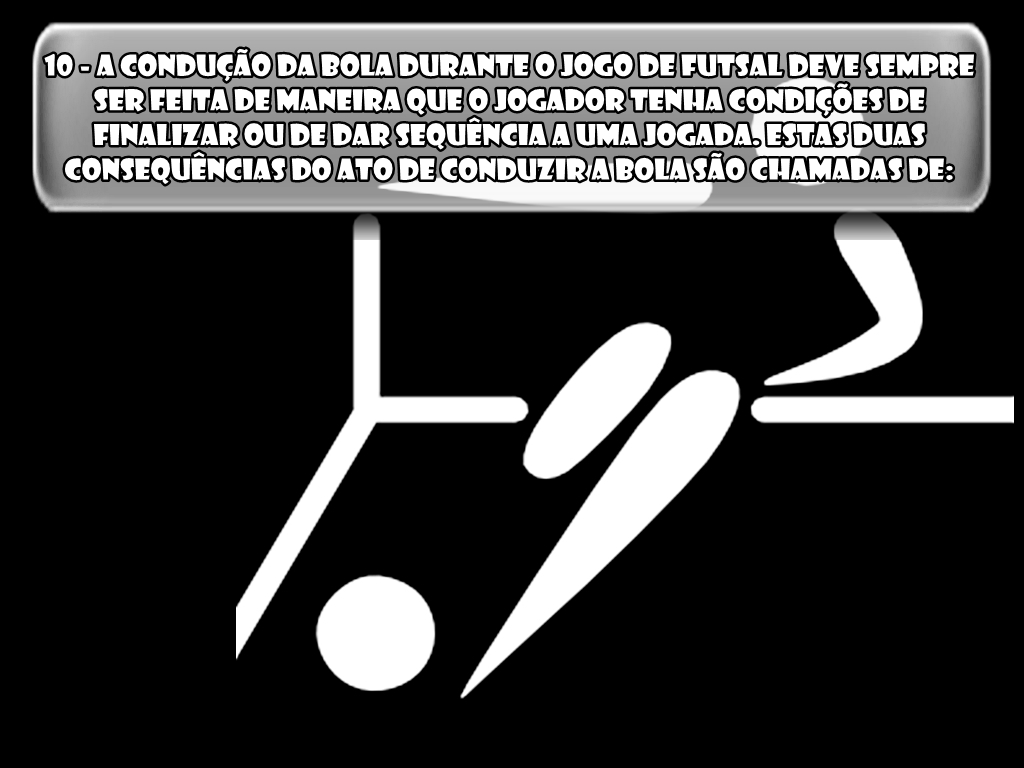 10 - A CONDUÇÃO DA BOLA DURANTE O JOGO DE FUTSAL DEVE SEMPRE
SER FEITA DE MANEIRA QUE O JOGADOR TENHA CONDIÇÕES DE
FINALIZAR OU DE DAR SEQUÊNCIA A UMA JOGADA. ESTAS DUAS
CONSEQUÊNCIAS DO ATO DE CONDUZIR A BOLA SÃO CHAMADAS DE: